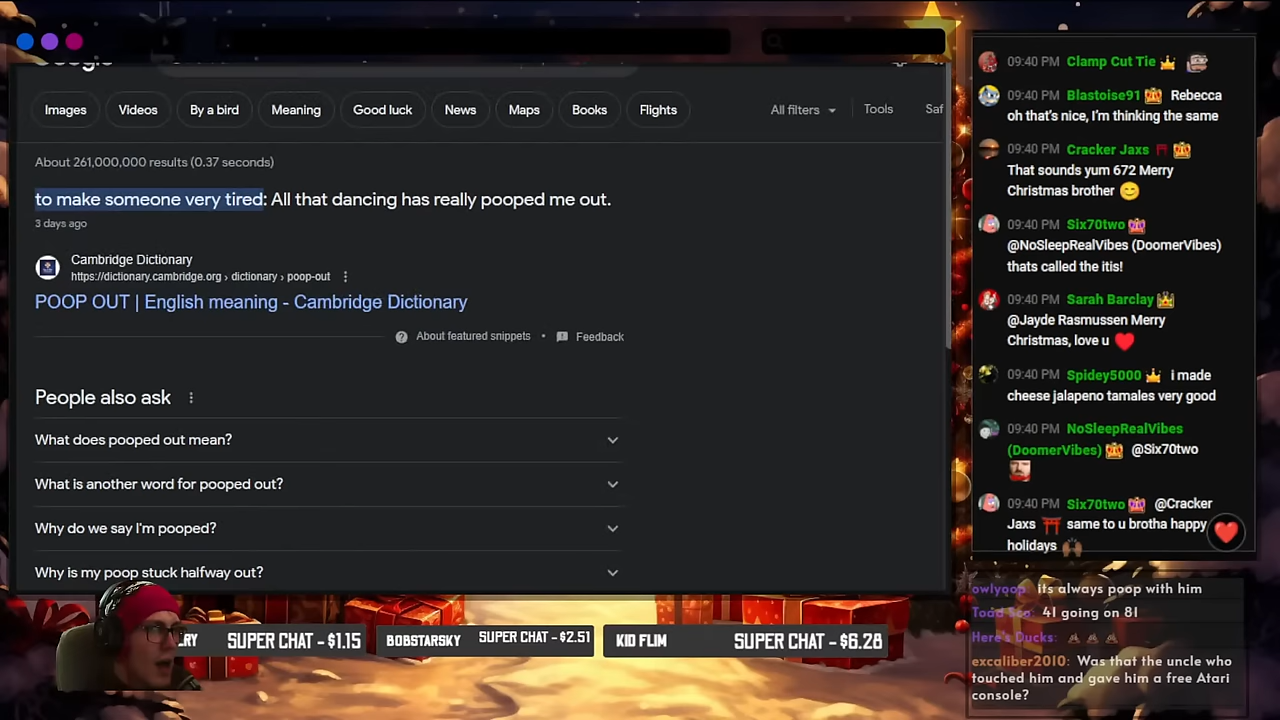 Google
Images
Videos
By a bird
Meaning
Good luck
News
Maps
Books
Flights
All filters
Tools
Saf
About 261,000,000 results (0.37 seconds)
to make someone very tired: All that dancing has really pooped me out.
3 days ago
Cambridge Dictionary
https://dictionary.cambridge.org › dictionary › poop-out
POOP OUT | English meaning - Cambridge Dictionary
About featured snippets • Feedback
People also ask
What does pooped out mean?
What is another word for pooped out?
Why do we say I'm pooped?
Why is my poop stuck halfway out?
09:40 PM Clamp Cut Tie
09:40 PM Blastoise91 Rebecca
oh that's nice, I'm thinking the same
09:40 PM Cracker Jaxs
That sounds yum 672 Merry
Christmas brother 😊
09:40 PM Six70two
@NoSleepRealVibes (DoomerVibes)
thats called the itis!
09:40 PM Sarah Barclay
@Jayde Rasmussen Merry
Christmas, love u ❤️
09:40 PM Spidey5000 i made
cheese jalapeno tamales very good
09:40 PM NoSleepRealVibes
(DoomerVibes) @Six70two
09:40 PM Six70two @Cracker
Jaxs ⛩️ same to u brotha happy
holidays 🙌🏾
owlyoop: its always poop with him
41 going on 81
Here's Ducks: 💩 💩 💩
excaliber2010: Was that the uncle who
touched him and gave him a free Atari
console?
RY SUPER CHAT - $1.15
BOBSTARSKY SUPER CHAT - $2.51
KID FLIM SUPER CHAT - $6.28